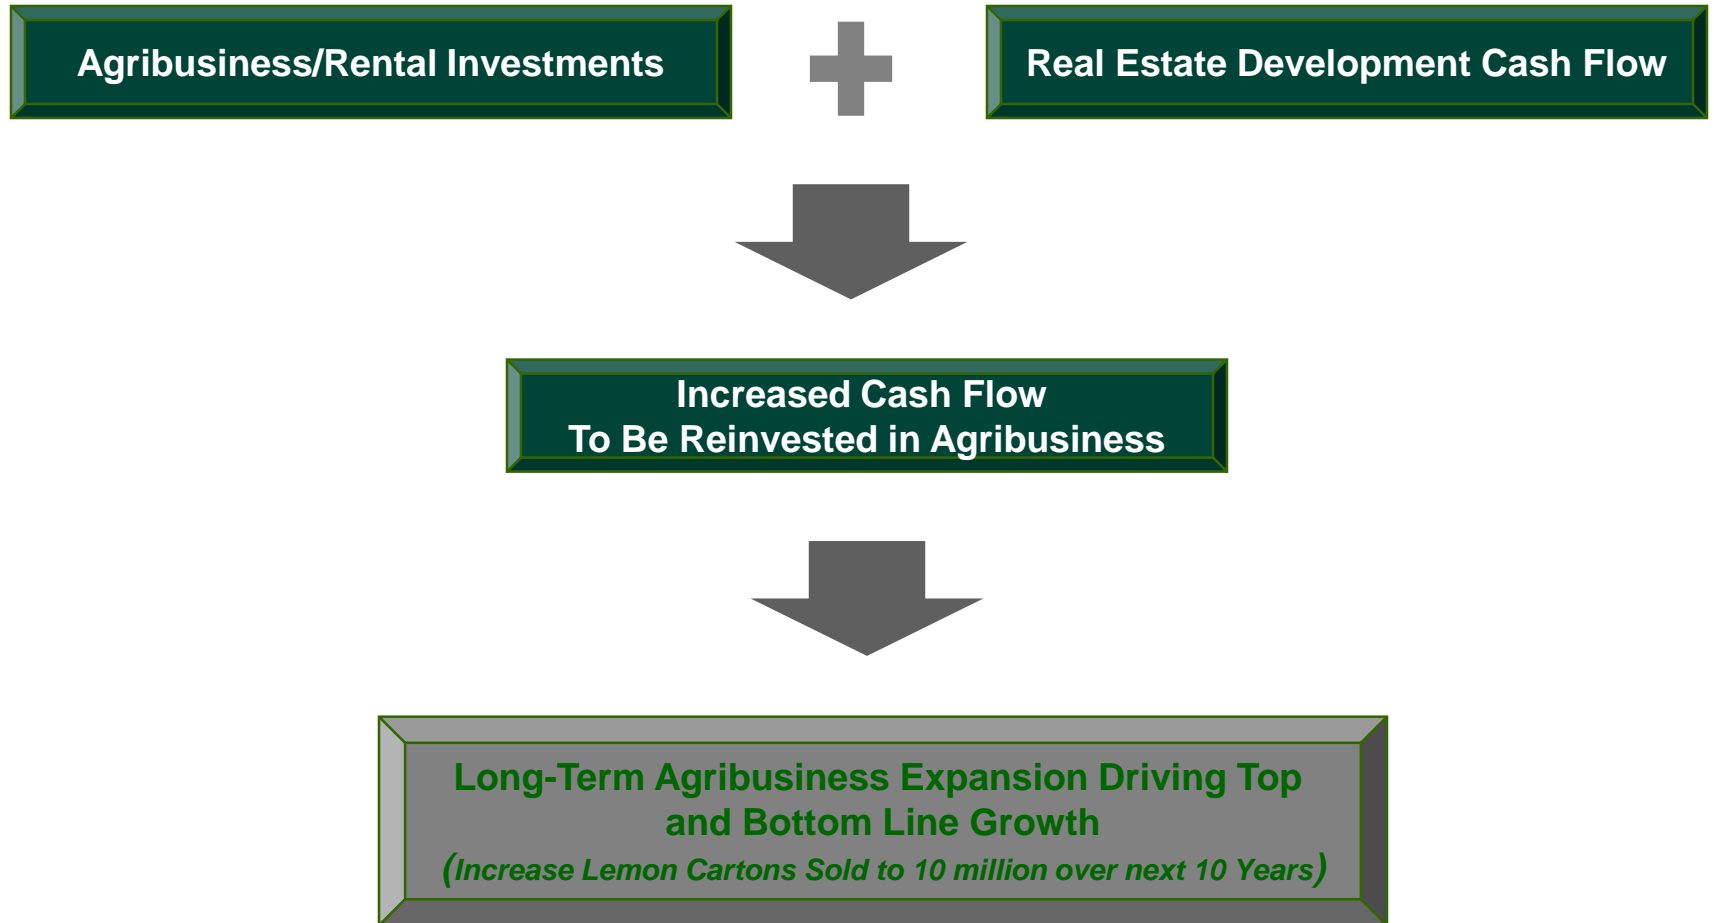 Agribusiness/Rental Investments
Real Estate Development Cash Flow
Increased Cash Flow
To Be Reinvested in Agribusiness
Long-Term Agribusiness Expansion Driving Top
and Bottom Line Growth
(Increase Lemon Cartons Sold to 10 million over next 10 Years)